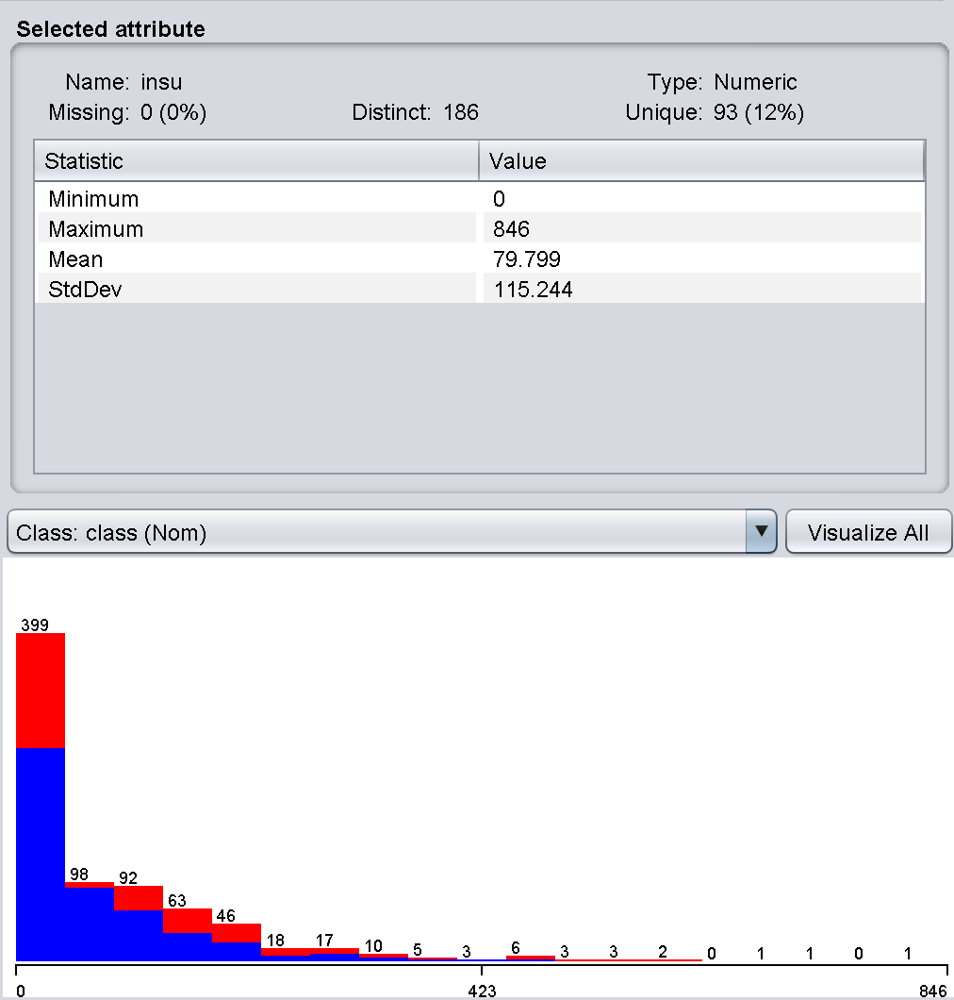 Selected attribute
Name: insu Type: Numeric
Missing: 0 (0%) Distinct: 186 Unique: 93 (12%)
Statistic Value
Minimum 0
Maximum 846
Mean 79.799
StdDev 115.244
Class: class (Nom) Visualize All
399
98 92
63
46
18 17 10 5 3 6 3 3 2 0 1 1 0 1
0 423 846